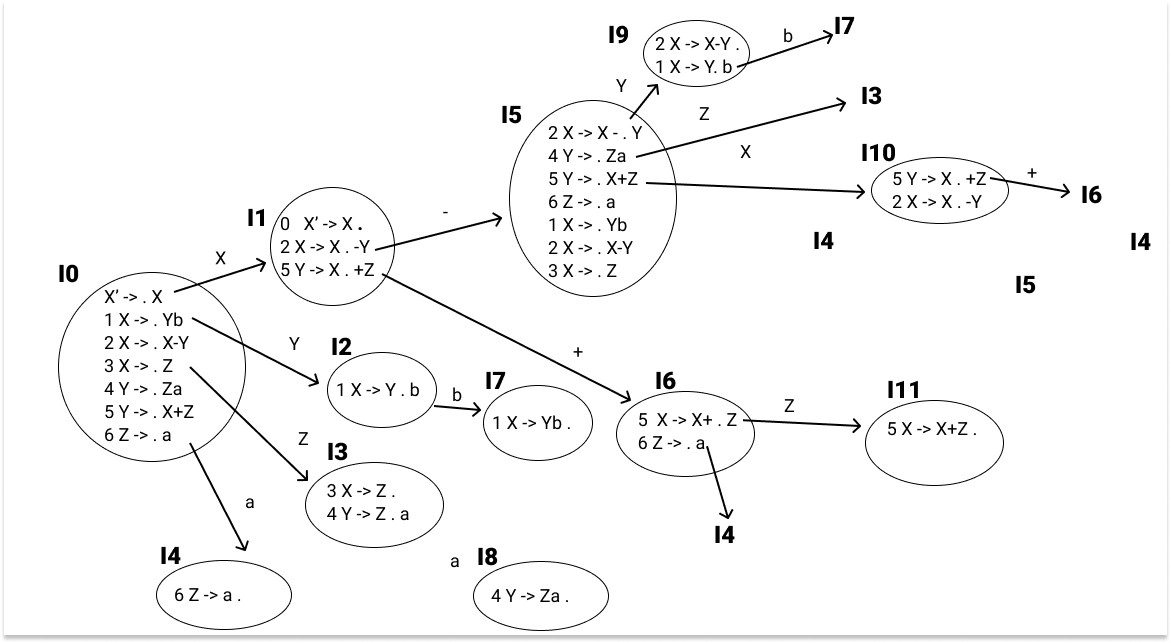 I9
2 X -> X-Y .
1 X -> Y. b
b
I7
Y
I5
2 X -> X - . Y
4 Y -> . Za
5 Y -> . X+Z
6 Z -> . a
1 X -> . Yb
2 X -> . X-Y
3 X -> . Z
Z
I3
X
I10
5 Y -> X . +Z
2 X -> X . -Y
+
I6
I4
I4
I5
I1
0 X' -> X .
2 X -> X . -Y
5 Y -> X . +Z
-
+
I0
X' -> . X
1 X -> . Yb
2 X -> . X-Y
3 X -> . Z
4 Y -> . Za
5 Y -> . X+Z
6 Z -> . a
X
Y
Z
a
I2
1 X -> Y . b
b
I7
1 X -> Yb .
I6
5 X -> X+ . Z
6 Z -> . a
Z
I11
5 X -> X+Z .
I4
I3
3 X -> Z .
4 Y -> Z . a
I4
6 Z -> a .
a
I8
4 Y -> Za .